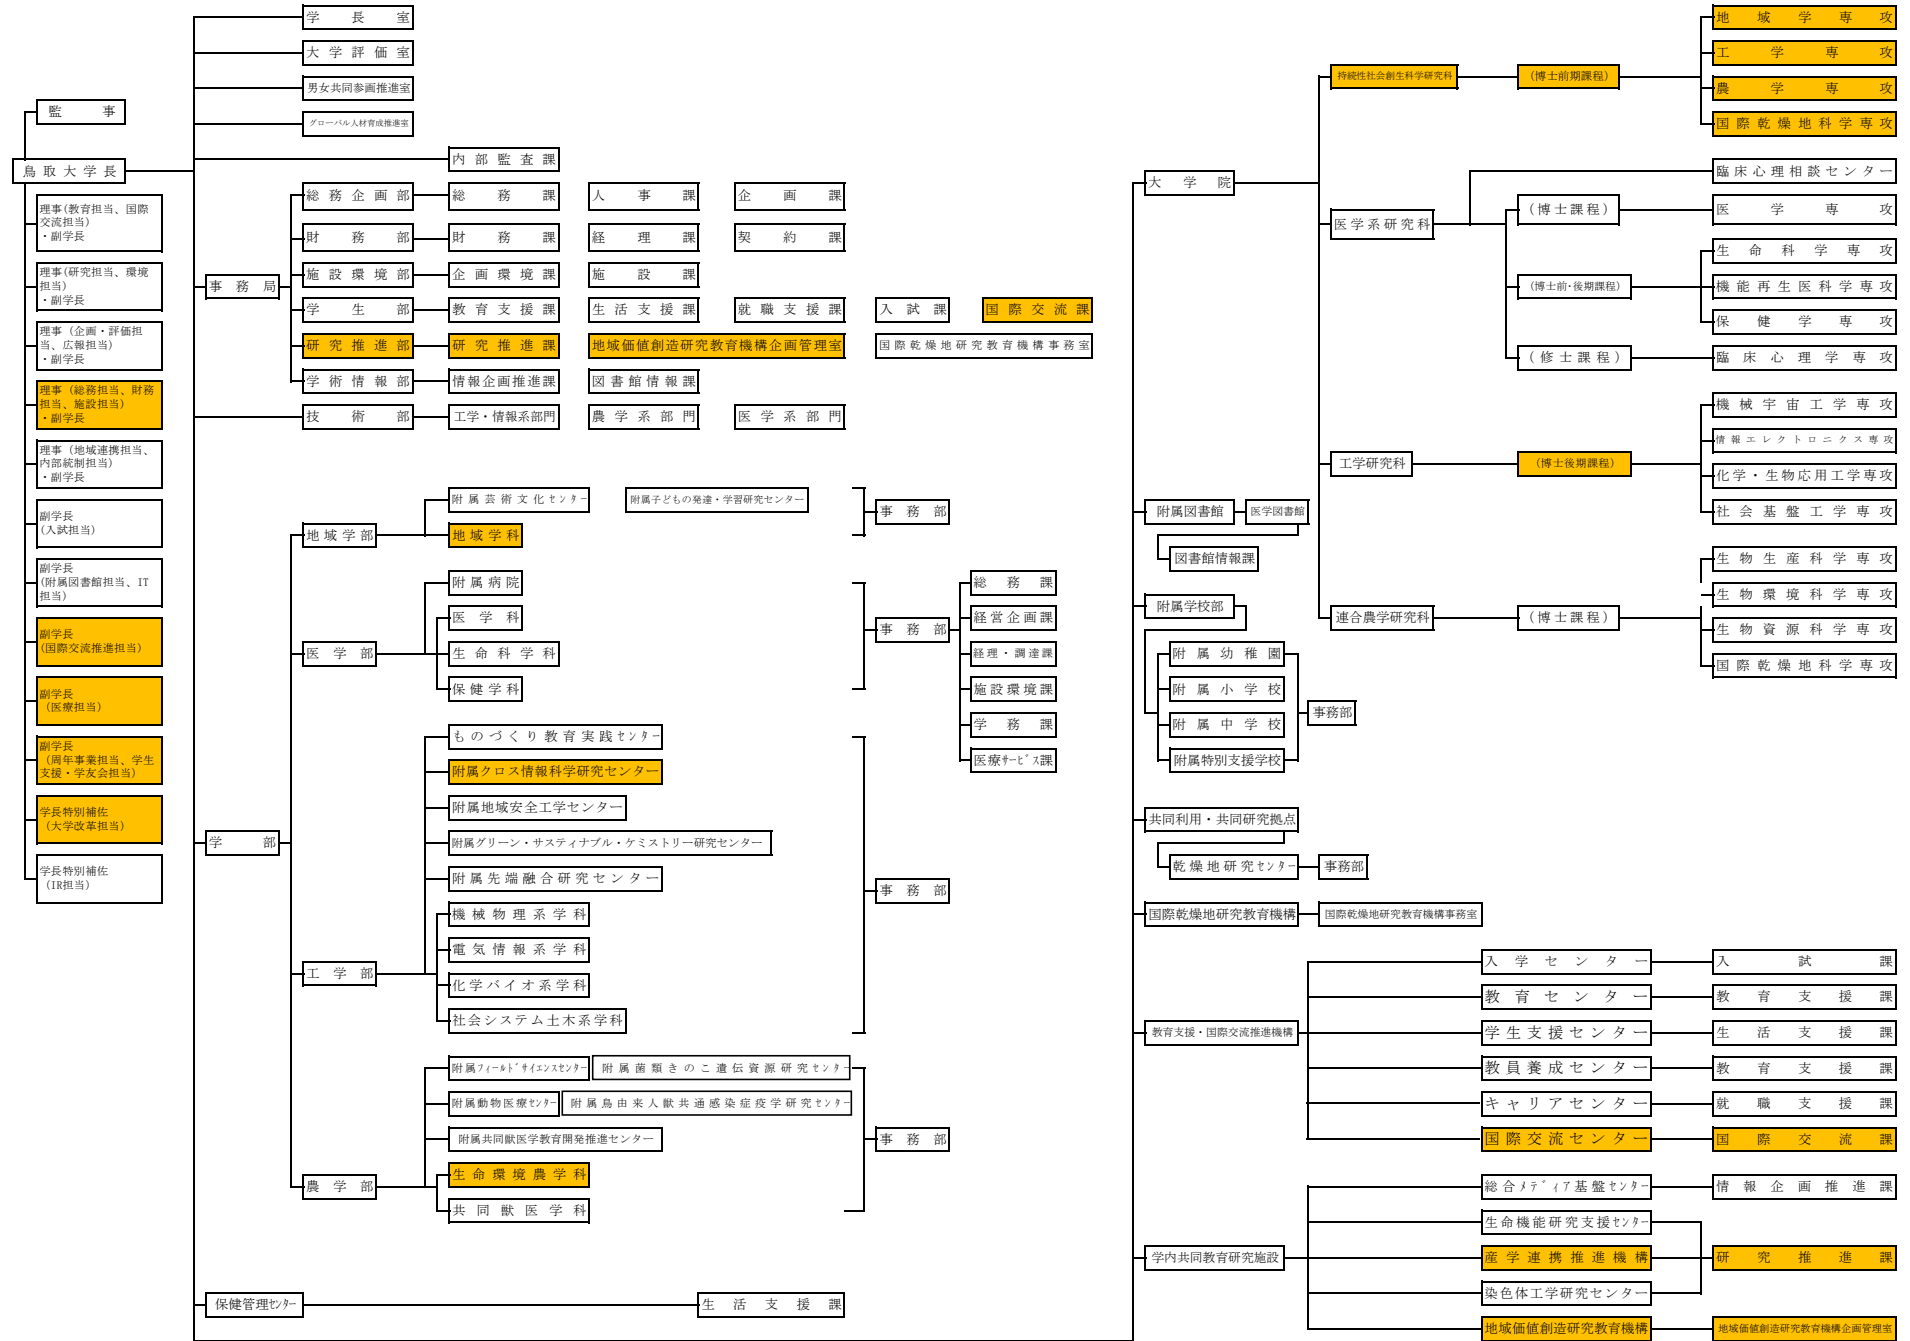 学長室
大学評価室
男女共同参画推進室
グローバル人材育成推進室
監事
鳥取大学長
理事(教育担当、国際
交流担当)
・副学長
理事(研究担当、環境
担当)
・副学長
理事（企画・評価担
当、広報担当）
・副学長
理事（総務担当、財務
担当、施設担当）
・副学長
理事（地域連携担当、
内部統制担当）
・副学長
副学長
(入試担当)
副学長
(附属図書館担当、IT
担当)
副学長
(国際交流推進担当)
副学長
（医療担当）
副学長
（周年事業担当、学生
支援・学友会担当）
学長特別補佐
（大学改革担当）
学長特別補佐
（IR担当）
内部監査課
事務局
総務企画部 総務課 人事課 企画課
財務部 財務課 経理課 契約課
施設環境部 企画環境課 施設課
学生部 教育支援課 生活支援課 就職支援課 入試課 国際交流課
研究推進部 研究推進課 地域価値創造研究教育機構企画管理室 国際乾燥地研究教育機構事務室
学術情報部 情報企画推進課 図書館情報課
技術部 工学・情報系部門 農学系部門 医学系部門
学部
地域学部
附属芸術文化センター 附属子どもの発達・学習研究センター
地域学科
事務部
医学部
附属病院
医学科
生命科学科
保健学科
事務部
総務課
経営企画課
経理・調達課
施設環境課
学務課
医療サービス課
工学部
ものづくり教育実践センター
附属クロス情報科学研究センター
附属地域安全工学センター
附属グリーン・サスティナブル・ケミストリー研究センター
附属先端融合研究センター
機械物理系学科
電気情報系学科
化学バイオ系学科
社会システム土木系学科
事務部
農学部
附属フィールドサイエンスセンター 附属菌類きのこ遺伝資源研究センター
附属動物医療センター 附属鳥由来人獣共通感染症疫学研究センター
附属共同獣医学教育開発推進センター
生命環境農学科
共同獣医学科
事務部
保健管理センター 生活支援課
大学院
持続性社会創生科学研究科 (博士前期課程)
地域学専攻
工学専攻
農学専攻
国際乾燥地科学専攻
医学系研究科
臨床心理相談センター
(博士課程) 医学専攻
(博士前・後期課程)
生命科学専攻
機能再生医科学専攻
保健学専攻
(修士課程) 臨床心理学専攻
工学研究科 (博士後期課程)
機械宇宙工学専攻
情報エレクトロニクス専攻
化学・生物応用工学専攻
社会基盤工学専攻
連合農学研究科 (博士課程)
生物生産科学専攻
生物環境科学専攻
生物資源科学専攻
国際乾燥地科学専攻
附属図書館 医学図書館
図書館情報課
附属学校部
附属幼稚園
附属小学校
附属中学校
附属特別支援学校
事務部
共同利用・共同研究拠点
乾燥地研究センター 事務部
国際乾燥地研究教育機構 国際乾燥地研究教育機構事務室
教育支援・国際交流推進機構
入学センター 入試課
教育センター 教育支援課
学生支援センター 生活支援課
教員養成センター 教育支援課
キャリアセンター 就職支援課
国際交流センター 国際交流課
学内共同教育研究施設
総合メディア基盤センター 情報企画推進課
生命機能研究支援センター
産学連携推進機構 研究推進課
染色体工学研究センター
地域価値創造研究教育機構 地域価値創造研究教育機構企画管理室